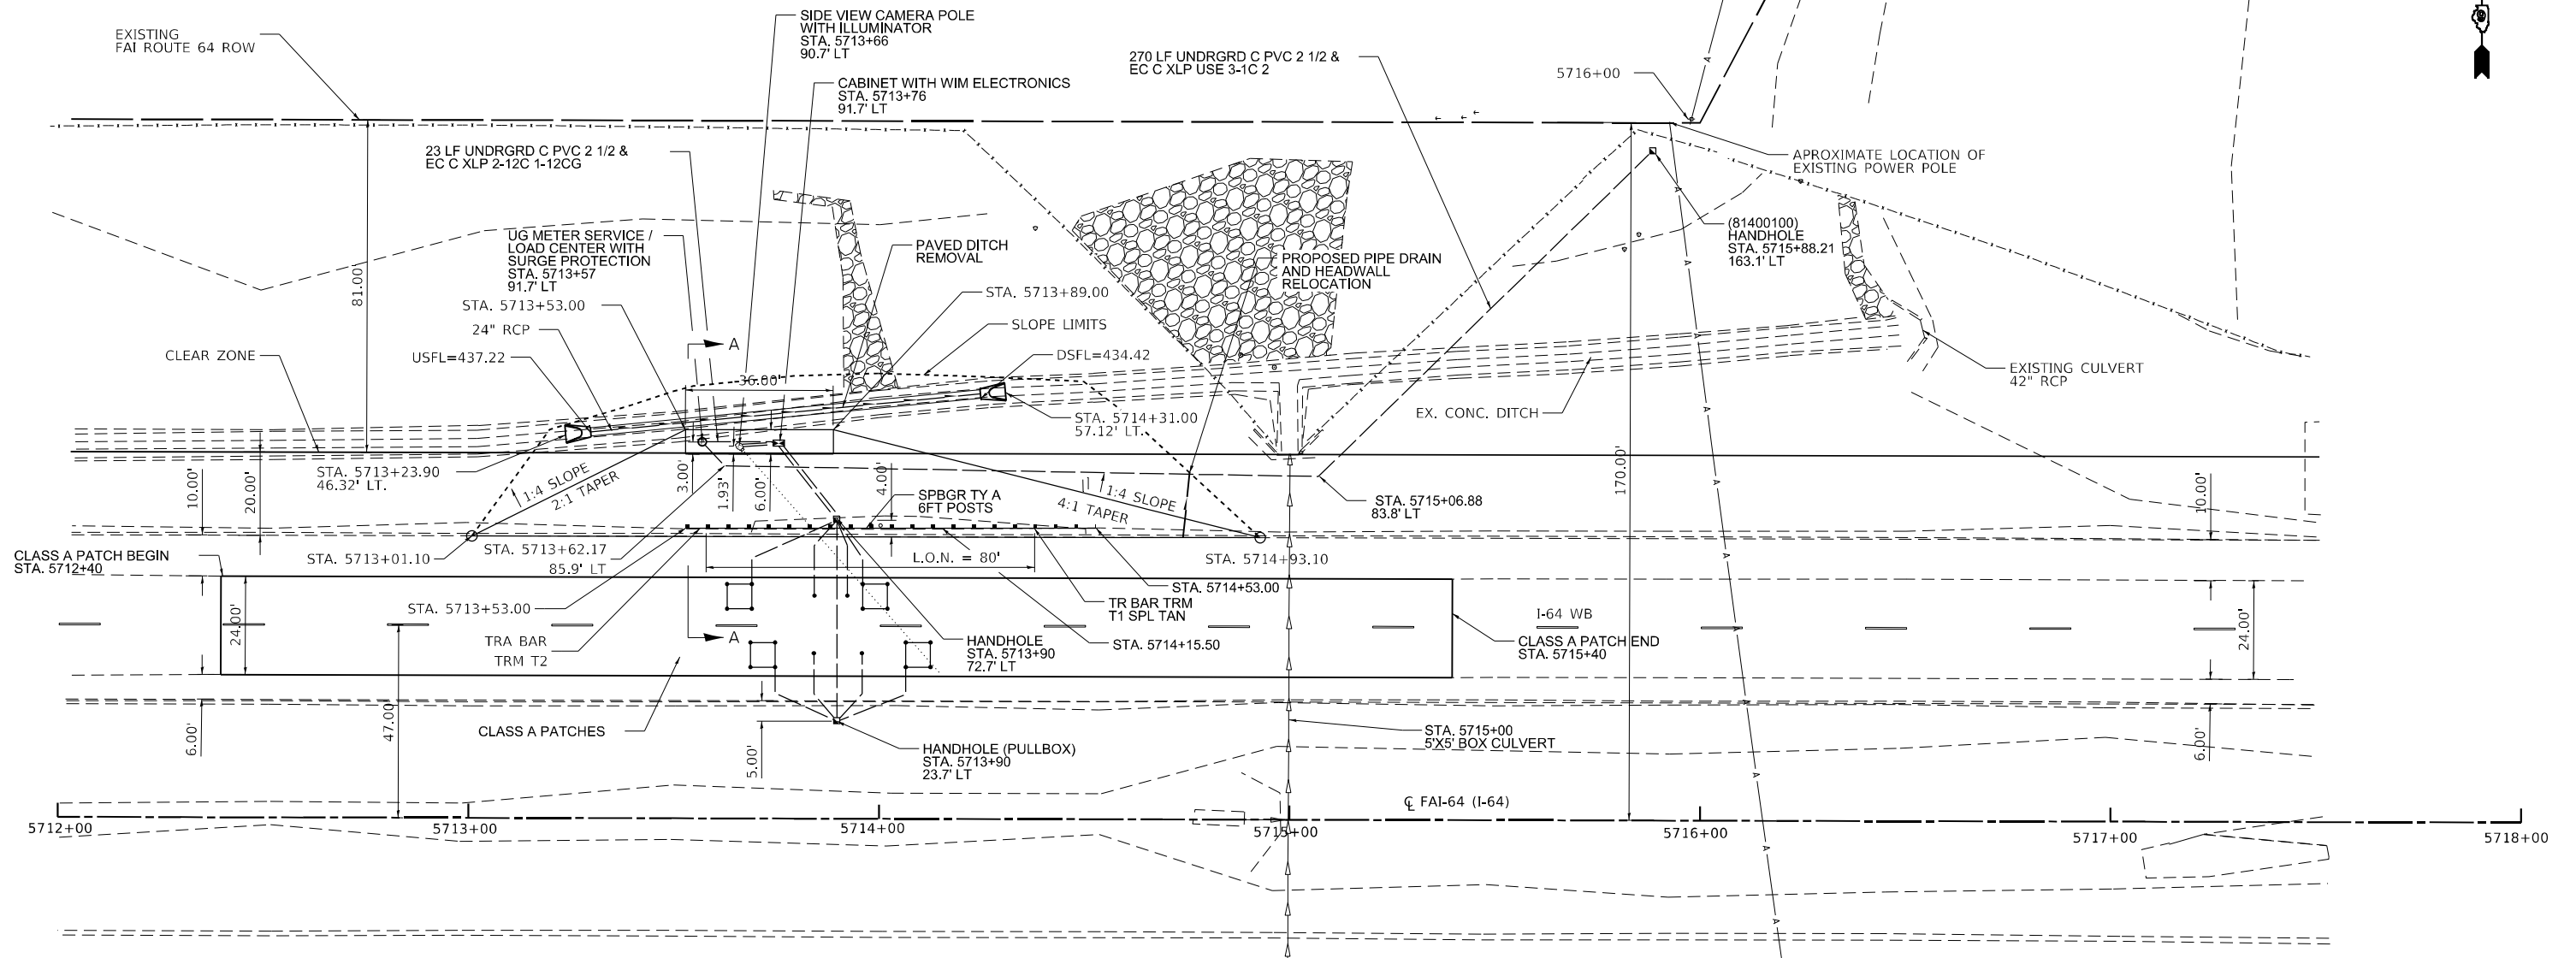 EXISTING
FAI ROUTE 64 ROW
SIDE VIEW CAMERA POLE
WITH ILLUMINATOR
STA. 5713+66
90.7' LT
CABINET WITH WIM ELECTRONICS
STA. 5713+76
91.7' LT
270 LF UNDRGRD C PVC 2 1/2 &
EC C XLP USE 3-1C 2
5716+00
23 LF UNDRGRD C PVC 2 1/2 &
EC C XLP 2-12C 1-12CG
APROXIMATE LOCATION OF
EXISTING POWER POLE
81.00'
UG METER SERVICE /
LOAD CENTER WITH
SURGE PROTECTION
STA. 5713+57
91.7' LT
PAVED DITCH
REMOVAL
PROPOSED PIPE DRAIN
AND HEADWALL
RELOCATION
(81400100)
HANDHOLE
STA. 5715+88.21
163.1' LT
STA. 5713+53.00
STA. 5713+89.00
24" RCP
SLOPE LIMITS
USFL=437.22
CLEAR ZONE
A
DSFL=434.42
36.00'
EXISTING CULVERT
42" RCP
EX. CONC. DITCH
STA. 5714+31.00
57.12' LT.
STA. 5713+23.90
46.32' LT.
10.00'
20.00'
1:4 SLOPE
2:1 TAPER
3.00'
1.93'
6.00'
4.00'
SPBGR TY A
6FT POSTS
1:4 SLOPE
4:1 TAPER
170.00'
STA. 5715+06.88
83.8' LT
10.00'
CLASS A PATCH BEGIN
STA. 5712+40
STA. 5713+01.10
STA. 5713+62.17
85.9' LT
L.O.N. = 80'
STA. 5714+93.10
STA. 5714+53.00
STA. 5713+53.00
TR BAR TRM
T1 SPL TAN
24.00'
I-64 WB
CLASS A PATCH END
STA. 5715+40
24.00'
A
TRA BAR
TRM T2
HANDHOLE
STA. 5713+90
72.7' LT
STA. 5714+15.50
6.00'
47.00'
CLASS A PATCHES
5.00'
HANDHOLE (PULLBOX)
STA. 5713+90
23.7' LT
STA. 5715+00
5'X5' BOX CULVERT
6.00'
℄ FAI-64 (I-64)
5712+00
5713+00
5714+00
5715+00
5716+00
5717+00
5718+00
A
A
A
A
A
A
A
A
A
A
A